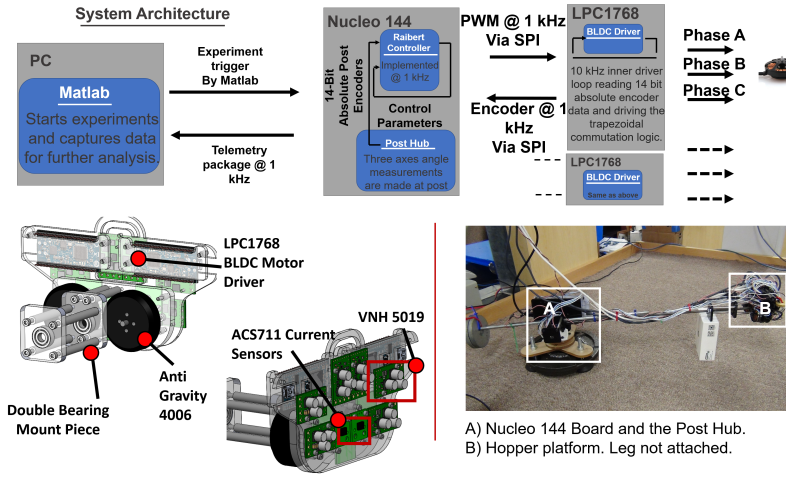 System Architecture
PC
Matlab
Starts experiments
and captures data
for further analysis.
Experiment
trigger
By Matlab
Telemetry
package @ 1
kHz
Nucleo 144
14-Bit
Absolute Post
Encoders
Raibert
Controller
Implemented
@ 1 kHz
Control
Parameters
Post Hub
Three axes angle
measurements
are made at post
PWM @ 1 kHz
Via SPI
Encoder @ 1
kHz
Via SPI
LPC1768
BLDC Driver
10 kHz inner driver
loop reading 14 bit
absolute encoder
data and driving the
trapezoidal
commutation logic.
Phase A
Phase B
Phase C
LPC1768
BLDC Driver
Same as above
LPC1768
BLDC Motor
Driver
Anti
Gravity
4006
Double Bearing
Mount Piece
ACS711 Current
Sensors
VNH 5019
A
B
A) Nucleo 144 Board and the Post Hub.
B) Hopper platform. Leg not attached.